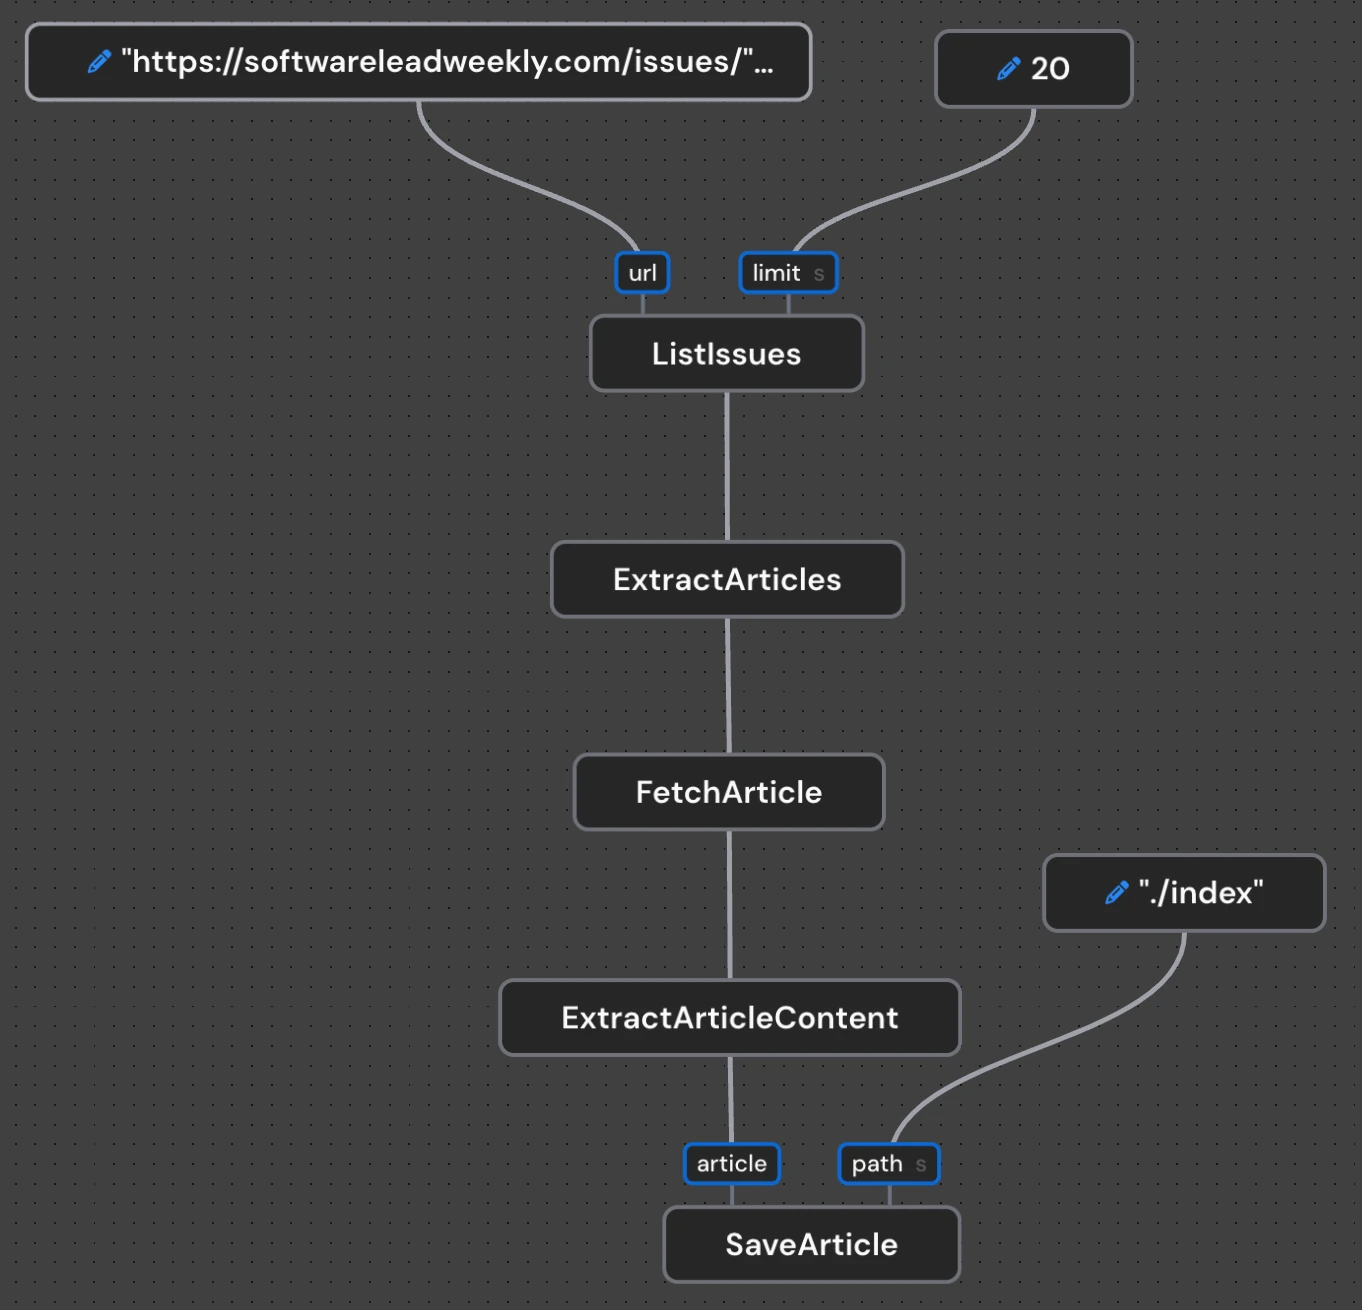 "https://softwareleadweekly.com/issues/"...
20
url
limit s
ListIssues
ExtractArticles
FetchArticle
"./index"
ExtractArticleContent
article
path s
SaveArticle